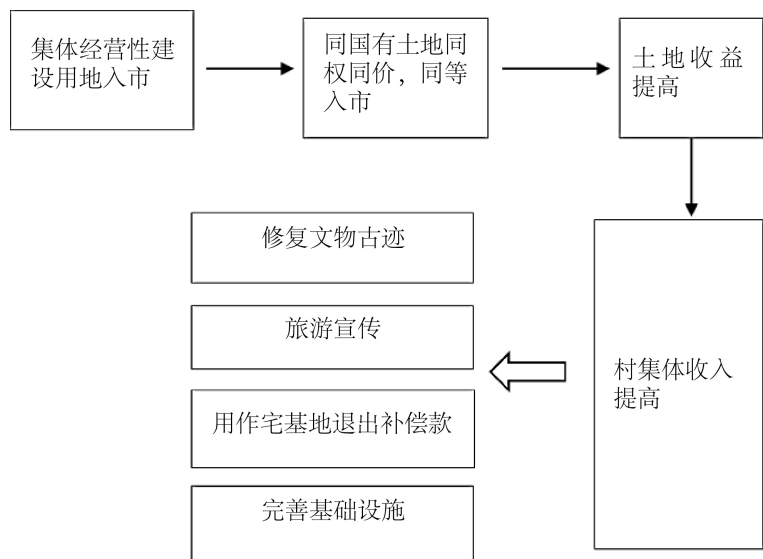 集体经营性建
设用地入市
同国有土地同
权同价，同等
入市
土地收益
提高
修复文物古迹
旅游宣传
用作宅基地退出补偿款
完善基础设施
村集体收入
提高